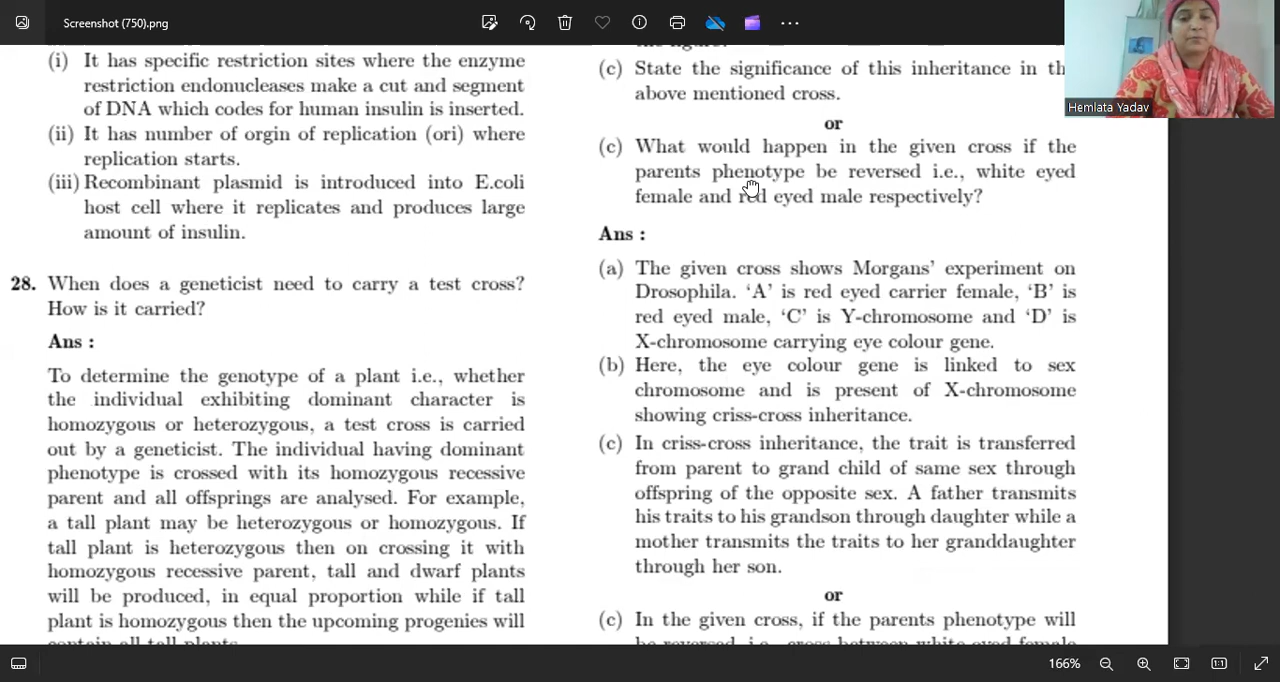 Screenshot (750).png
Hemlata Yadav
(i) It has specific restriction sites where the enzyme
restriction endonucleases make a cut and segment
of DNA which codes for human insulin is inserted.
(ii) It has number of orgin of replication (ori) where
replication starts.
(iii) Recombinant plasmid is introduced into E.coli
host cell where it replicates and produces large
amount of insulin.
28. When does a geneticist need to carry a test cross?
How is it carried?
Ans :
To determine the genotype of a plant i.e., whether
the individual exhibiting dominant character is
homozygous or heterozygous, a test cross is carried
out by a geneticist. The individual having dominant
phenotype is crossed with its homozygous recessive
parent and all offsprings are analysed. For example,
a tall plant may be heterozygous or homozygous. If
tall plant is heterozygous then on crossing it with
homozygous recessive parent, tall and dwarf plants
will be produced, in equal proportion while if tall
plant is homozygous then the upcoming progenies will
contain all tall plants.
the figure.
(c) State the significance of this inheritance in
above mentioned cross.
or
(c) What would happen in the given cross if the
parents phenotype be reversed i.e., white eyed
female and red eyed male respectively?
Ans :
(a) The given cross shows Morgans' experiment on
Drosophila. 'A' is red eyed carrier female, 'B' is
red eyed male, 'C' is Y-chromosome and 'D' is
X-chromosome carrying eye colour gene.
(b) Here, the eye colour gene is linked to sex
chromosome and is present of X-chromosome
showing criss-cross inheritance.
(c) In criss-cross inheritance, the trait is transferred
from parent to grand child of same sex through
offspring of the opposite sex. A father transmits
his traits to his grandson through daughter while a
mother transmits the traits to her granddaughter
through her son.
or
(c) In the given cross, if the parents phenotype will
be reversed, i.e., cross between white eyed female
166%
1:1